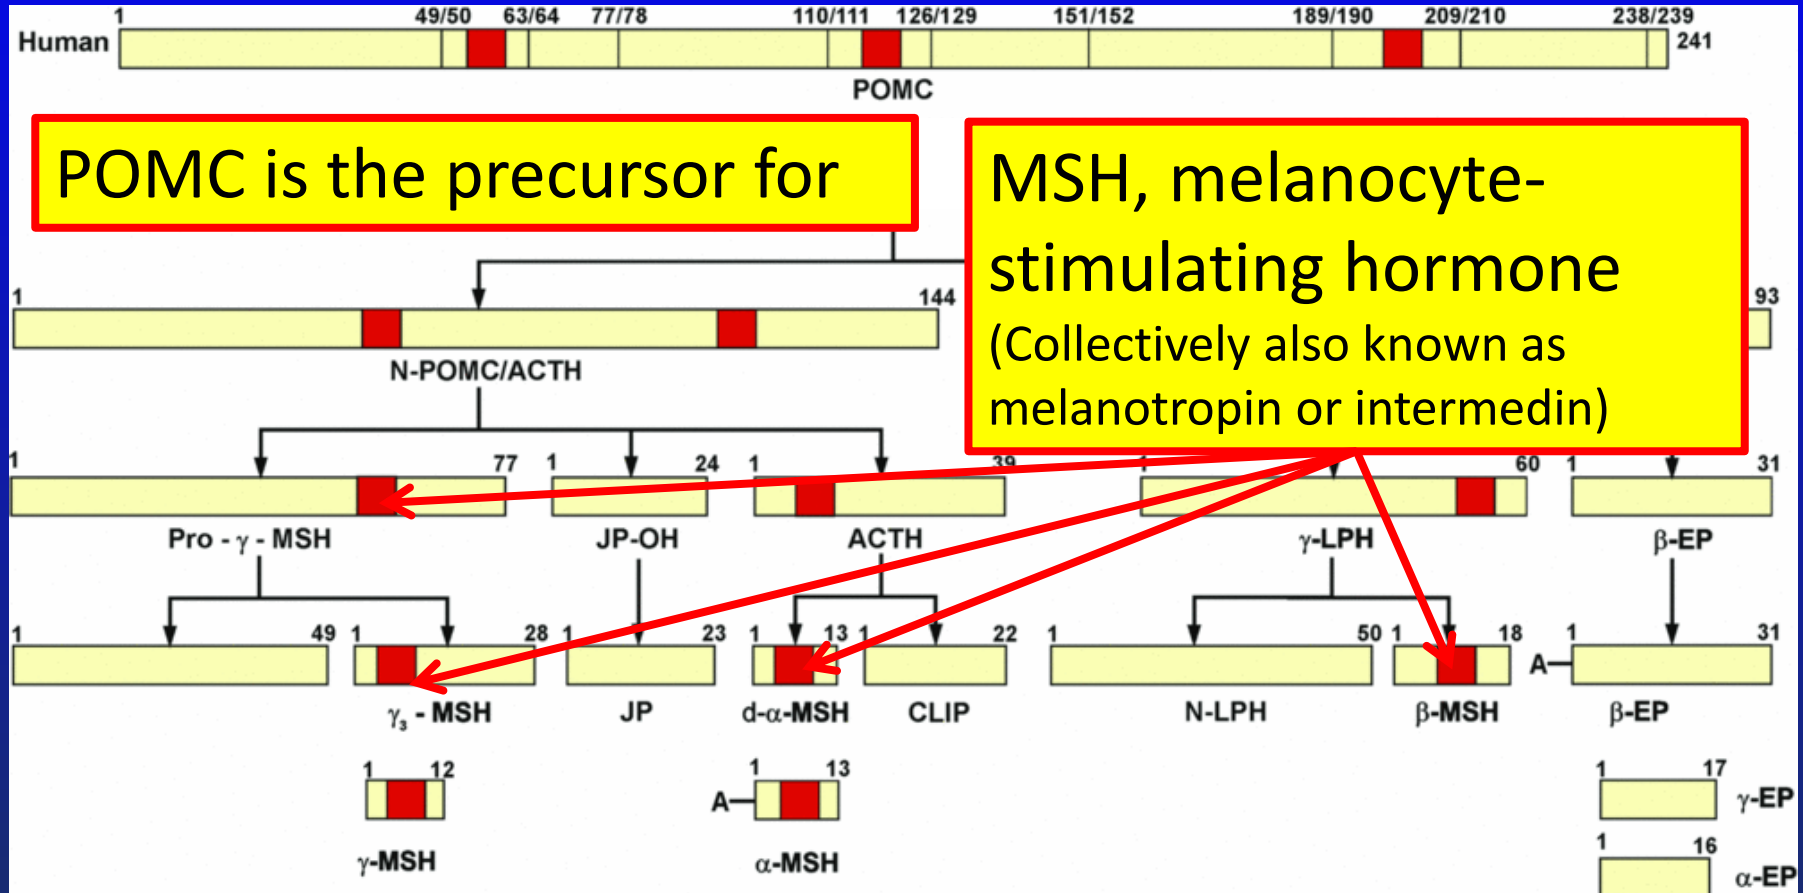 1 49/50 63/64 77/78 110/111 126/129 151/152 189/190 209/210 238/239
Human 241
POMC
POMC is the precursor for
MSH, melanocyte-
stimulating hormone
(Collectively also known as
melanotropin or intermedin)
1 144 93
N-POMC/ACTH
1 77 1 24 1 39 1 60 1 31
Pro - γ - MSH JP-OH ACTH γ-LPH β-EP
1 49 1 28 1 23 1 13 1 22 1 50 1 18 1 31
A
γ₃ - MSH JP d-α-MSH CLIP N-LPH β-MSH β-EP
1 12 1 13 1 17
A γ-EP
γ-MSH α-MSH
1 16
α-EP